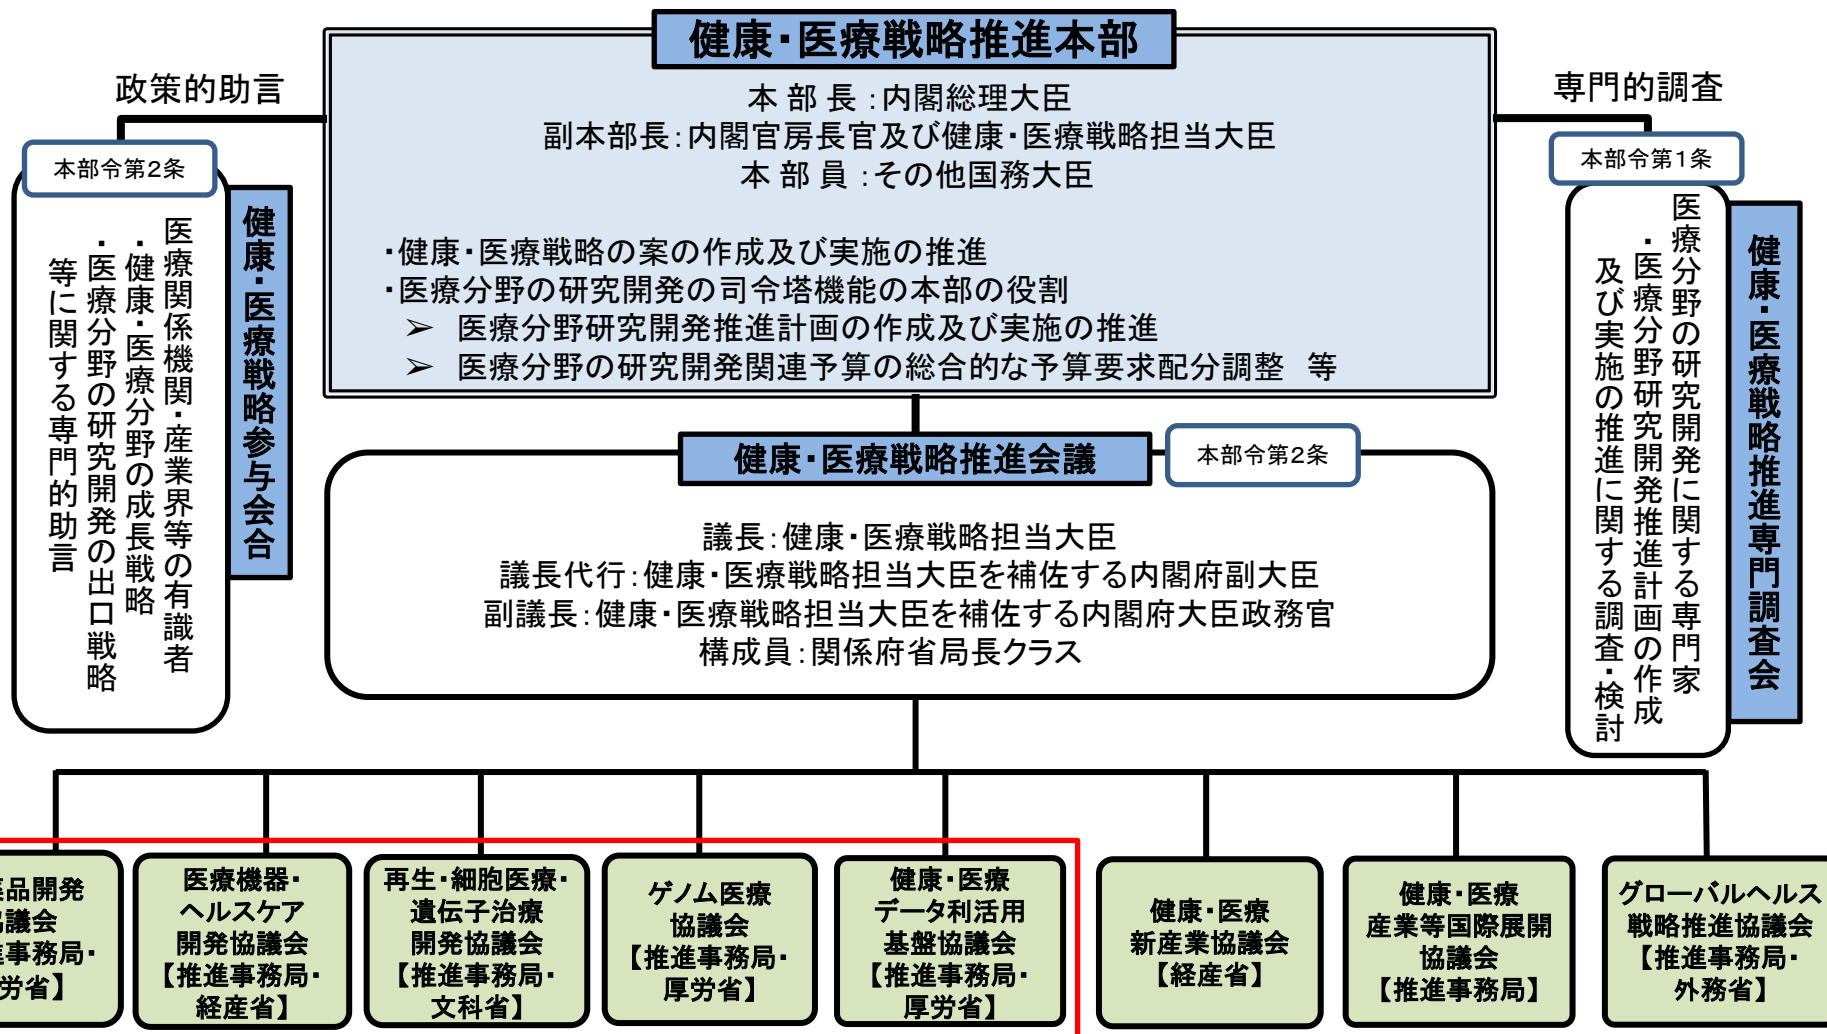 健康・医療戦略推進本部
政策的助言
専門的調査
本 部 長 ：内閣総理大臣
副本部長：内閣官房長官及び健康・医療戦略担当大臣
本 部 員 ：その他国務大臣
・健康・医療戦略の案の作成及び実施の推進
・医療分野の研究開発の司令塔機能の本部の役割
➢ 医療分野研究開発推進計画の作成及び実施の推進
➢ 医療分野の研究開発関連予算の総合的な予算要求配分調整　等
本部令第２条
健康・医療戦略参与会合
医療関係機関・産業界等の有識者
・健康・医療分野の成長戦略
・医療分野の研究開発の出口戦略
等に関する専門的助言
本部令第１条
健康・医療戦略推進専門調査会
医療分野の研究開発に関する専門家
・医療分野研究開発推進計画の作成
及び実施の推進に関する調査・検討
健康・医療戦略推進会議
本部令第２条
議長：健康・医療戦略担当大臣
議長代行：健康・医療戦略担当大臣を補佐する内閣府副大臣
副議長：健康・医療戦略担当大臣を補佐する内閣府大臣政務官
構成員：関係府省局長クラス
品開発
議会
事務局・
労省】
医療機器・
ヘルスケア
開発協議会
【推進事務局・
経産省】
再生・細胞医療・
遺伝子治療
開発協議会
【推進事務局・
文科省】
ゲノム医療
協議会
【推進事務局・
厚労省】
健康・医療
データ利活用
基盤協議会
【推進事務局・
厚労省】
健康・医療
新産業協議会
【経産省】
健康・医療
産業等国際展開
協議会
【推進事務局】
グローバルヘルス
戦略推進協議会
【推進事務局・
外務省】